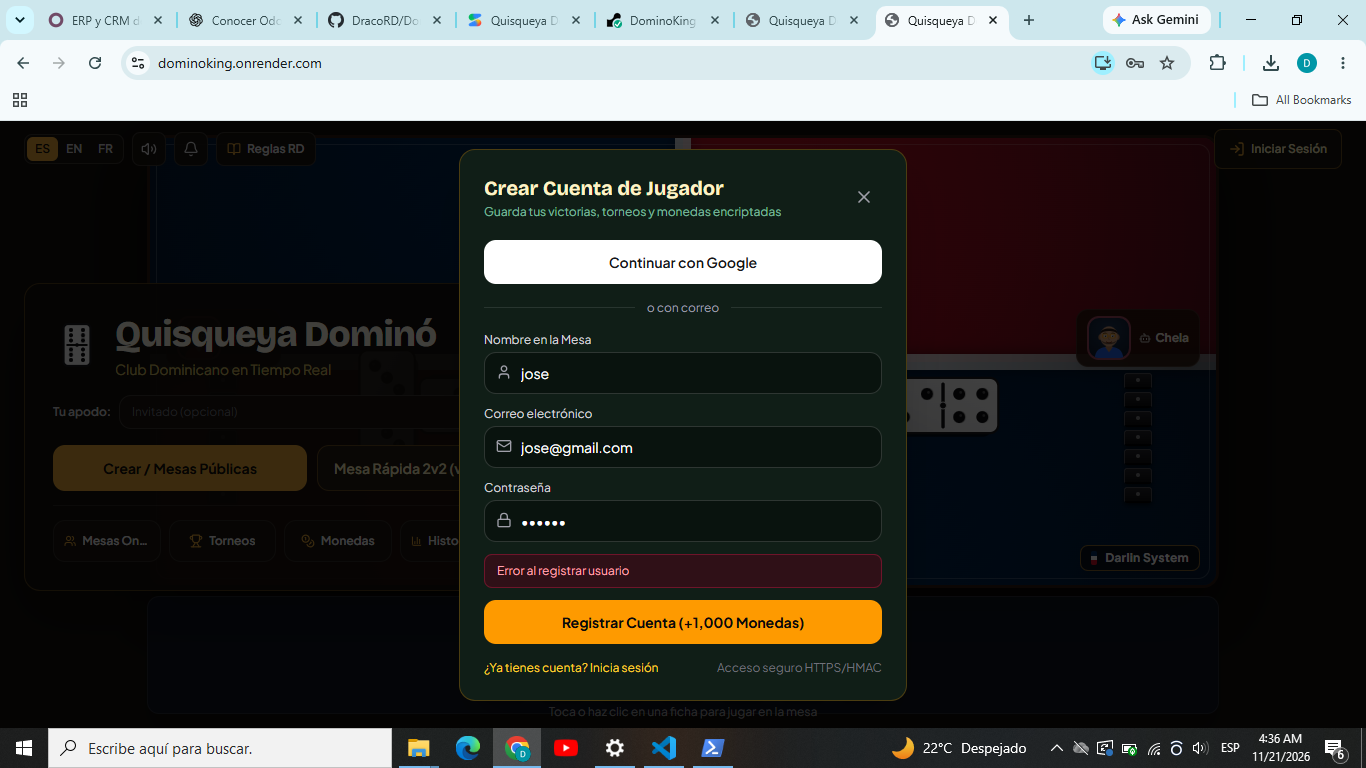 ERP y CRM d
Conocer Odo
DracoRD/Do
Quisqueya D
DominoKing
Quisqueya D
Quisqueya D
Ask Gemini
dominoking.onrender.com
D
All Bookmarks
ES EN FR
Reglas RD
Iniciar Sesión
Crear Cuenta de Jugador
Guarda tus victorias, torneos y monedas encriptadas
Continuar con Google
o con correo
Nombre en la Mesa
jose
Correo electrónico
jose@gmail.com
Contraseña
••••••
Error al registrar usuario
Registrar Cuenta (+1,000 Monedas)
¿Ya tienes cuenta? Inicia sesión
Acceso seguro HTTPS/HMAC
Quisqueya Dominó
Club Dominicano en Tiempo Real
Tu apodo:
Invitado (opcional)
Crear / Mesas Públicas
Mesa Rápida 2v2 (v
Mesas On...
Torneos
Monedas
Histo
Chela
Darlin System
Toca o haz clic en una ficha para jugar en la mesa
Escribe aquí para buscar.
D
22°C Despejado
ESP
4:36 AM
11/21/2026
6